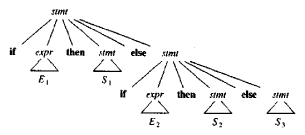 stmt
if expr then stmt else stmt
E1 S1
if expr then stmt else stmt
E2 S2 S3